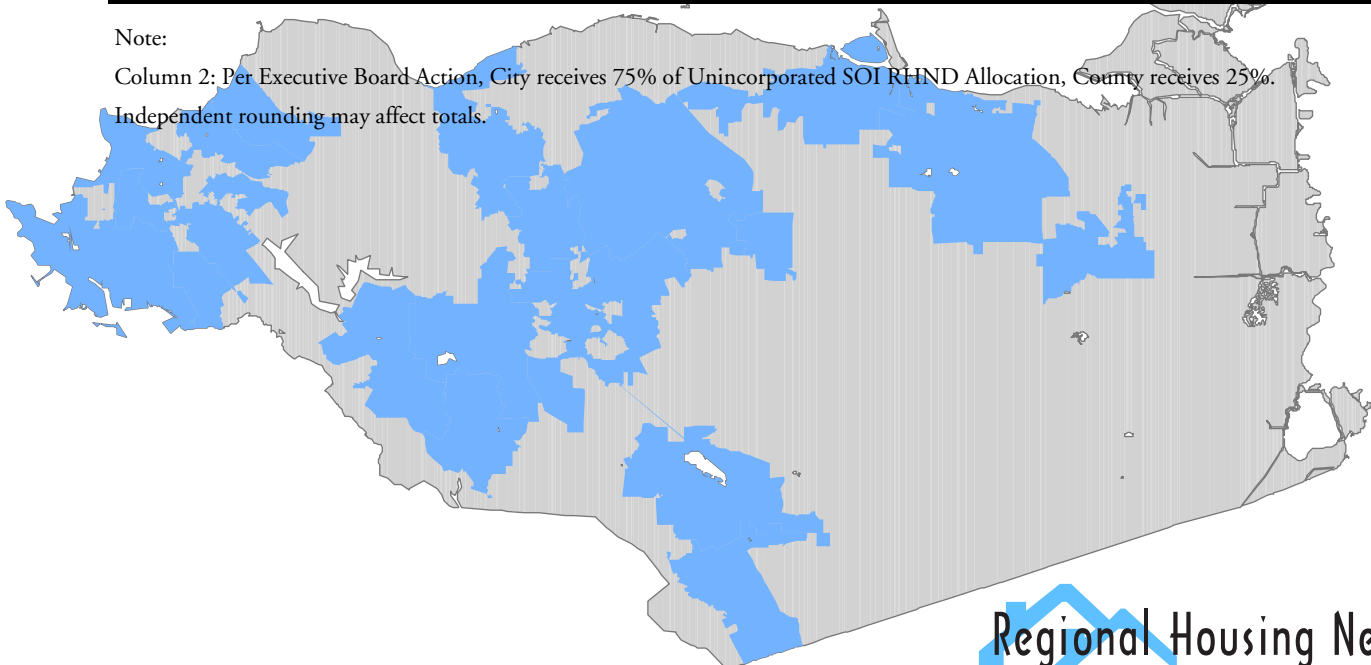 Note:
Column 2: Per Executive Board Action, City receives 75% of Unincorporated SOI RHND Allocation, County receives 25%.
Independent rounding may affect totals.
Regional Housing Ne